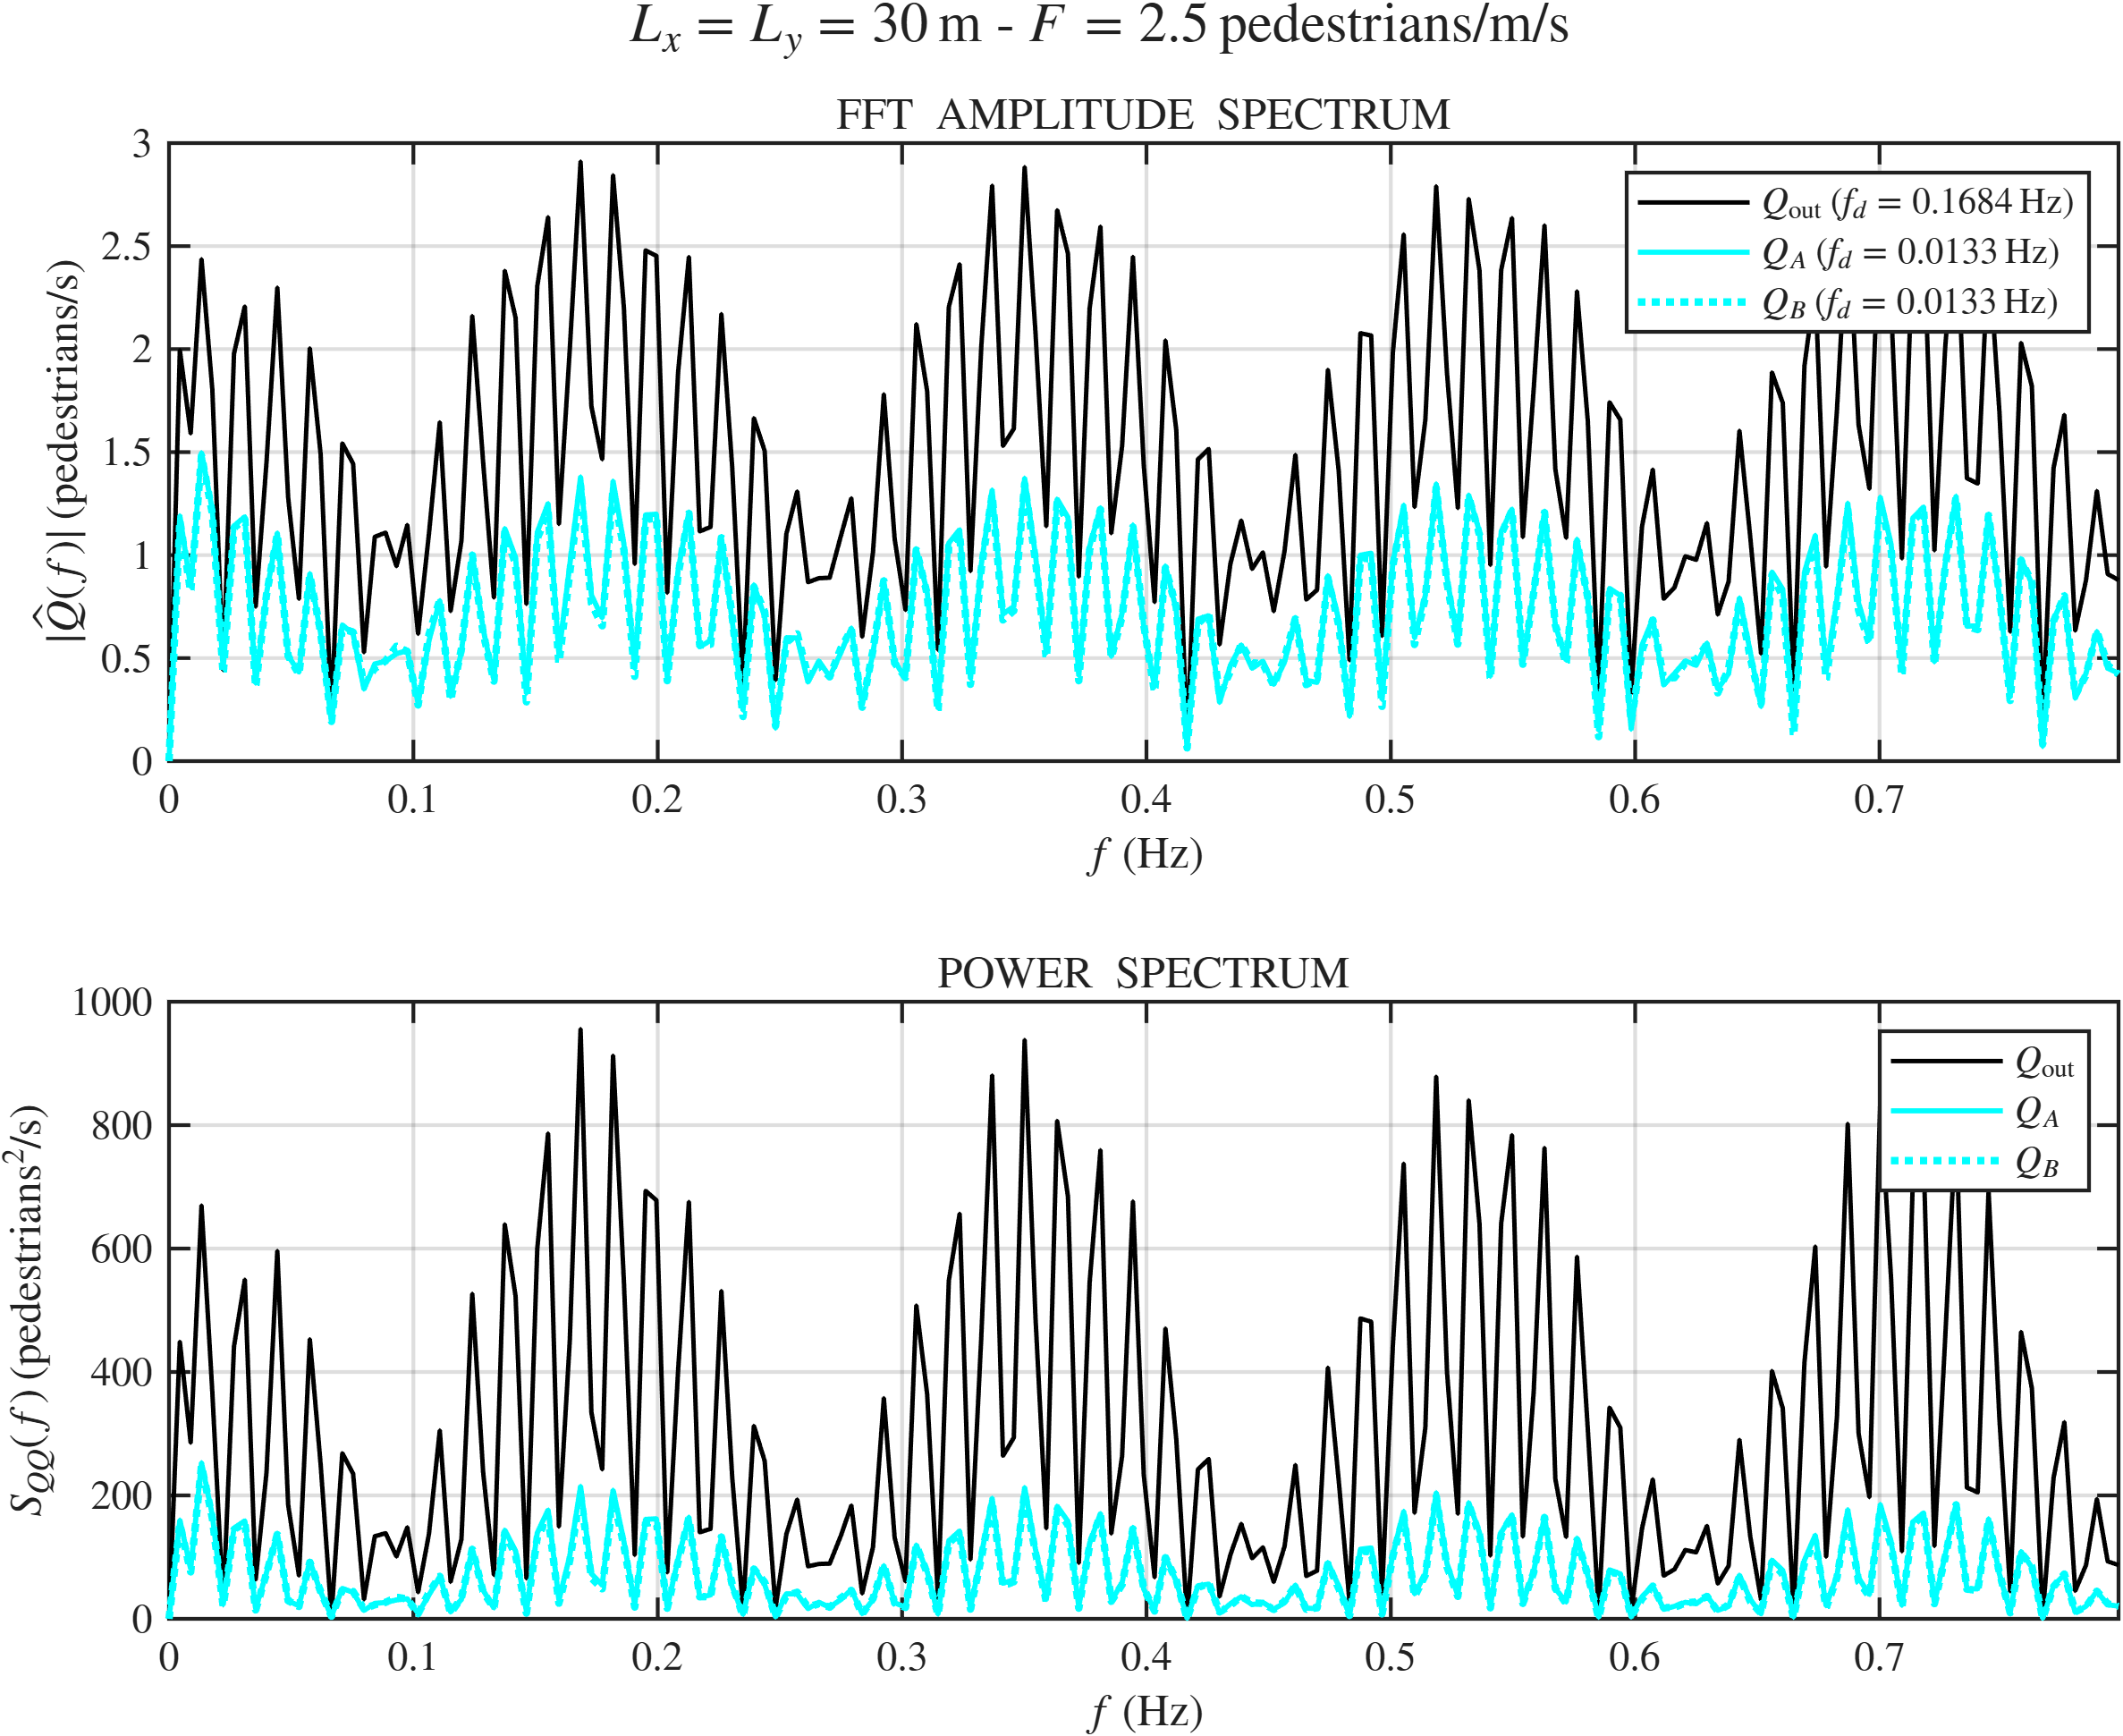 L_x = L_y = 30 m - F = 2.5 pedestrians/m/s
FFT AMPLITUDE SPECTRUM
|Q̂(f)| (pedestrians/s)
3
2.5
2
1.5
1
0.5
0
Q_out (f_d = 0.1684 Hz)
Q_A (f_d = 0.0133 Hz)
Q_B (f_d = 0.0133 Hz)
0 0.1 0.2 0.3 0.4 0.5 0.6 0.7
f (Hz)
POWER SPECTRUM
S_QQ(f) (pedestrians²/s)
1000
800
600
400
200
0
Q_out
Q_A
Q_B
0 0.1 0.2 0.3 0.4 0.5 0.6 0.7
f (Hz)